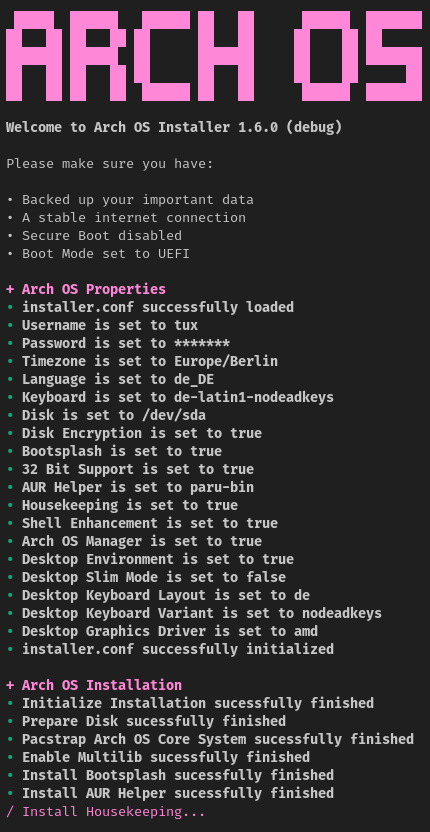 ARCH OS
Welcome to Arch OS Installer 1.6.0 (debug)
Please make sure you have:
• Backed up your important data
• A stable internet connection
• Secure Boot disabled
• Boot Mode set to UEFI
+ Arch OS Properties
• installer.conf successfully loaded
• Username is set to tux
• Password is set to *******
• Timezone is set to Europe/Berlin
• Language is set to de_DE
• Keyboard is set to de-latin1-nodeadkeys
• Disk is set to /dev/sda
• Disk Encryption is set to true
• Bootsplash is set to true
• 32 Bit Support is set to true
• AUR Helper is set to paru-bin
• Housekeeping is set to true
• Shell Enhancement is set to true
• Arch OS Manager is set to true
• Desktop Environment is set to true
• Desktop Slim Mode is set to false
• Desktop Keyboard Layout is set to de
• Desktop Keyboard Variant is set to nodeadkeys
• Desktop Graphics Driver is set to amd
• installer.conf successfully initialized
+ Arch OS Installation
• Initialize Installation sucessfully finished
• Prepare Disk sucessfully finished
• Pacstrap Arch OS Core System sucessfully finished
• Enable Multilib sucessfully finished
• Install Bootsplash sucessfully finished
• Install AUR Helper sucessfully finished
/ Install Housekeeping...